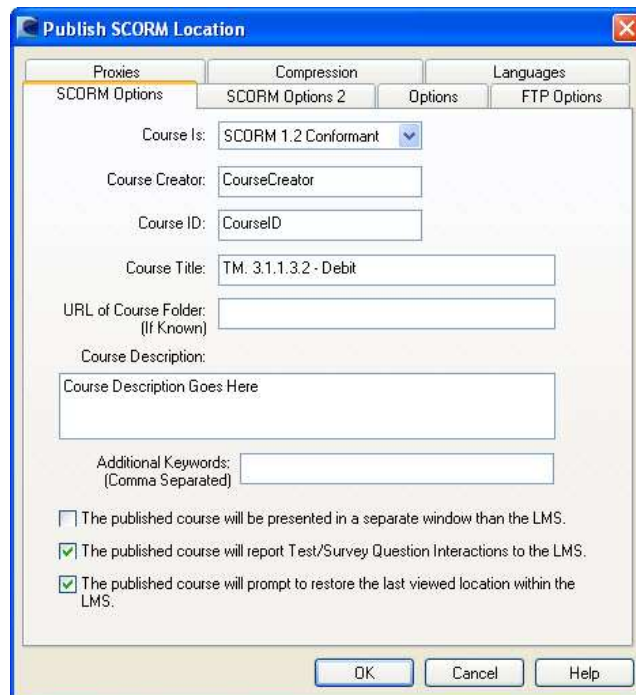 Publish SCORM Location
Proxies Compression Languages
SCORM Options SCORM Options 2 Options FTP Options
Course Is: SCORM 1.2 Conformant
Course Creator: CourseCreator
Course ID: CourseID
Course Title: TM. 3.1.1.3.2 - Debit
URL of Course Folder:
(If Known)
Course Description:
Course Description Goes Here
Additional Keywords:
(Comma Separated)
The published course will be presented in a separate window than the LMS.
The published course will report Test/Survey Question Interactions to the LMS.
The published course will prompt to restore the last viewed location within the
LMS.
OK Cancel Help